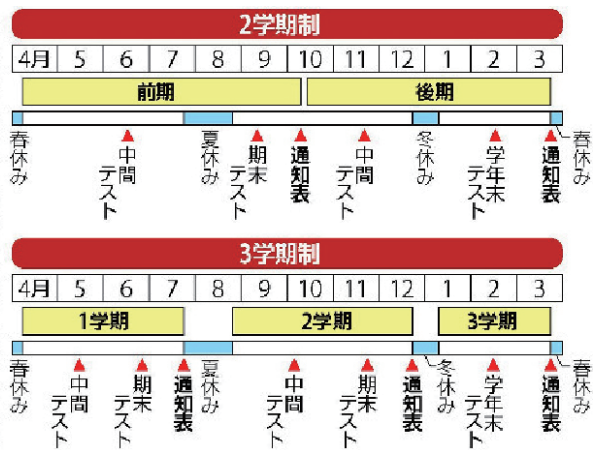 2学期制
4月 5 6 7 8 9 10 11 12 1 2 3
前期 後期
春休み
中間テスト
夏休み
期末テスト
通知表
中間テスト
冬休み
学年末テスト
通知表
春休み
3学期制
4月 5 6 7 8 9 10 11 12 1 2 3
1学期 2学期 3学期
春休み
中間テスト
期末テスト
通知表
夏休み
中間テスト
期末テスト
通知表
冬休み
学年末テスト
通知表
春休み